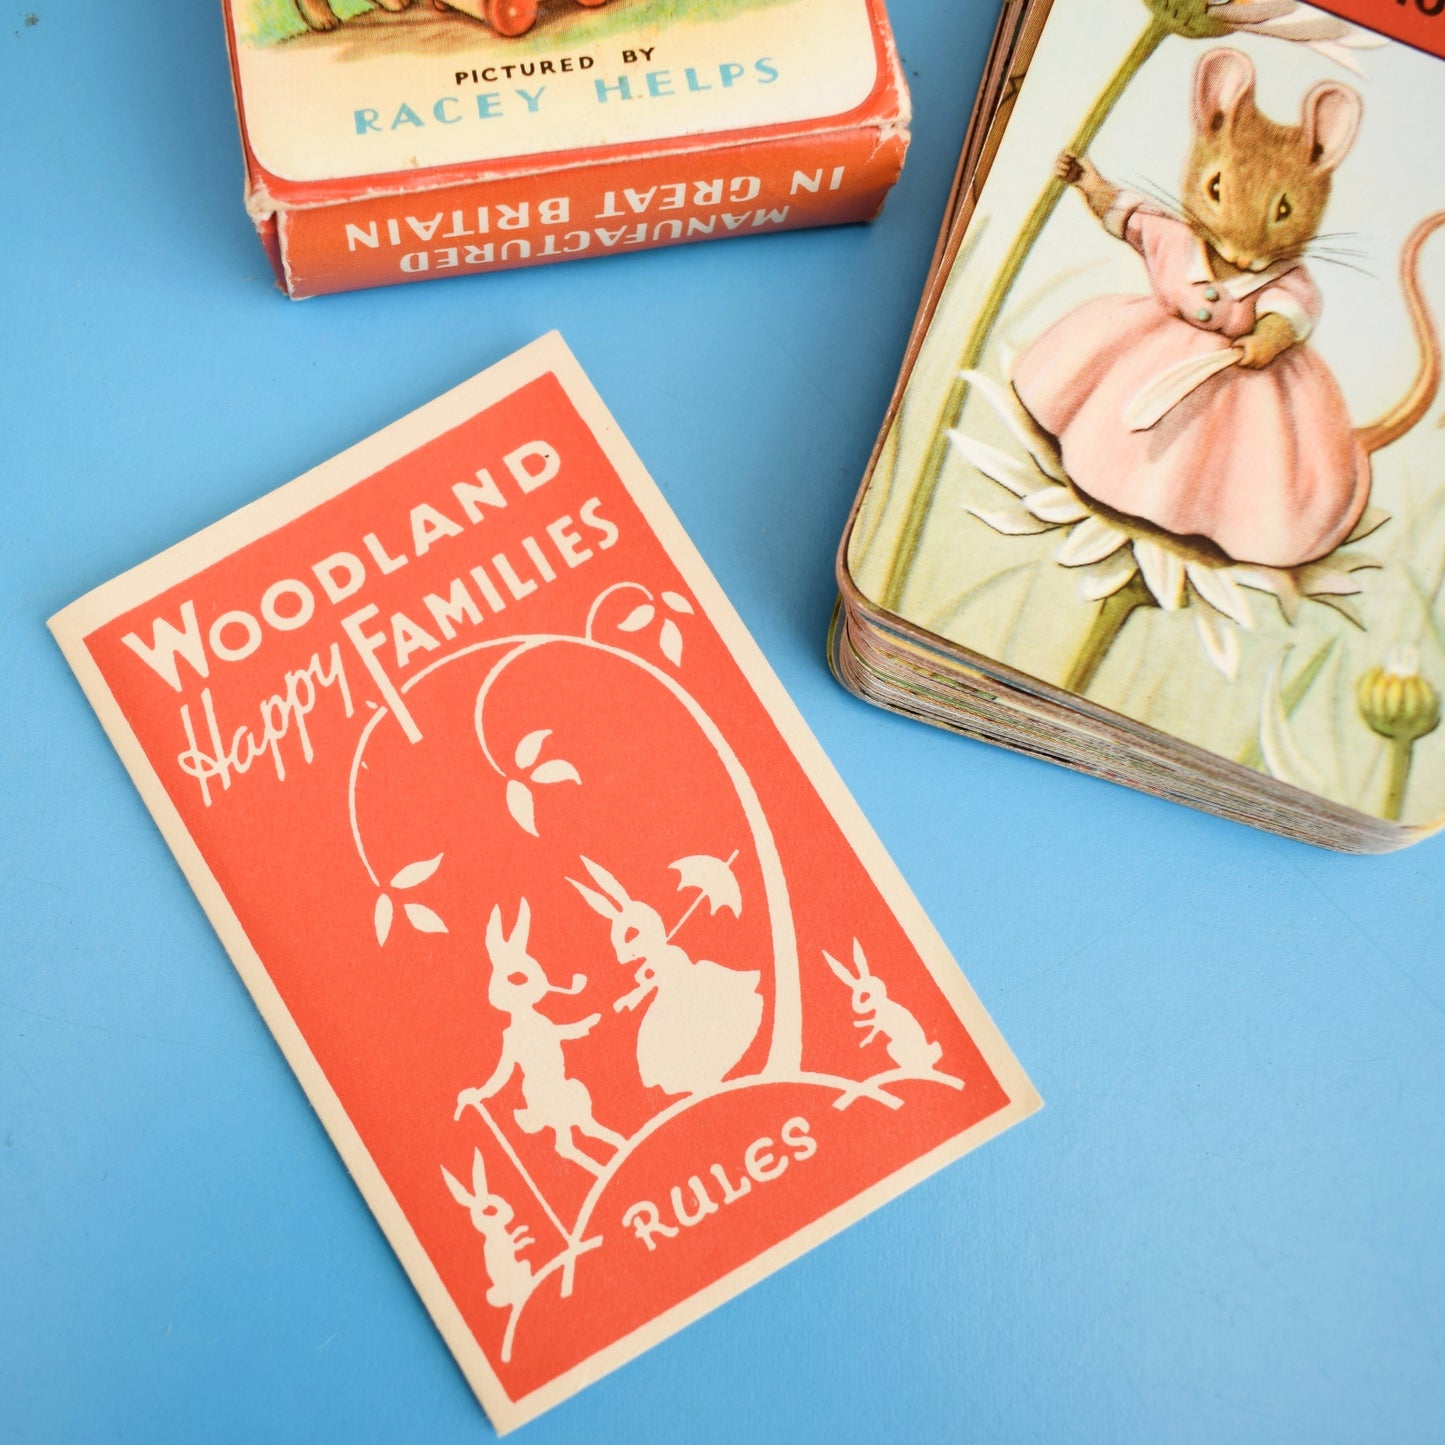 PICTURED BY
RACEY HELPS
MANUFACTURED
IN GREAT BRITAIN
WOODLAND
Happy FAMILIES
RULES